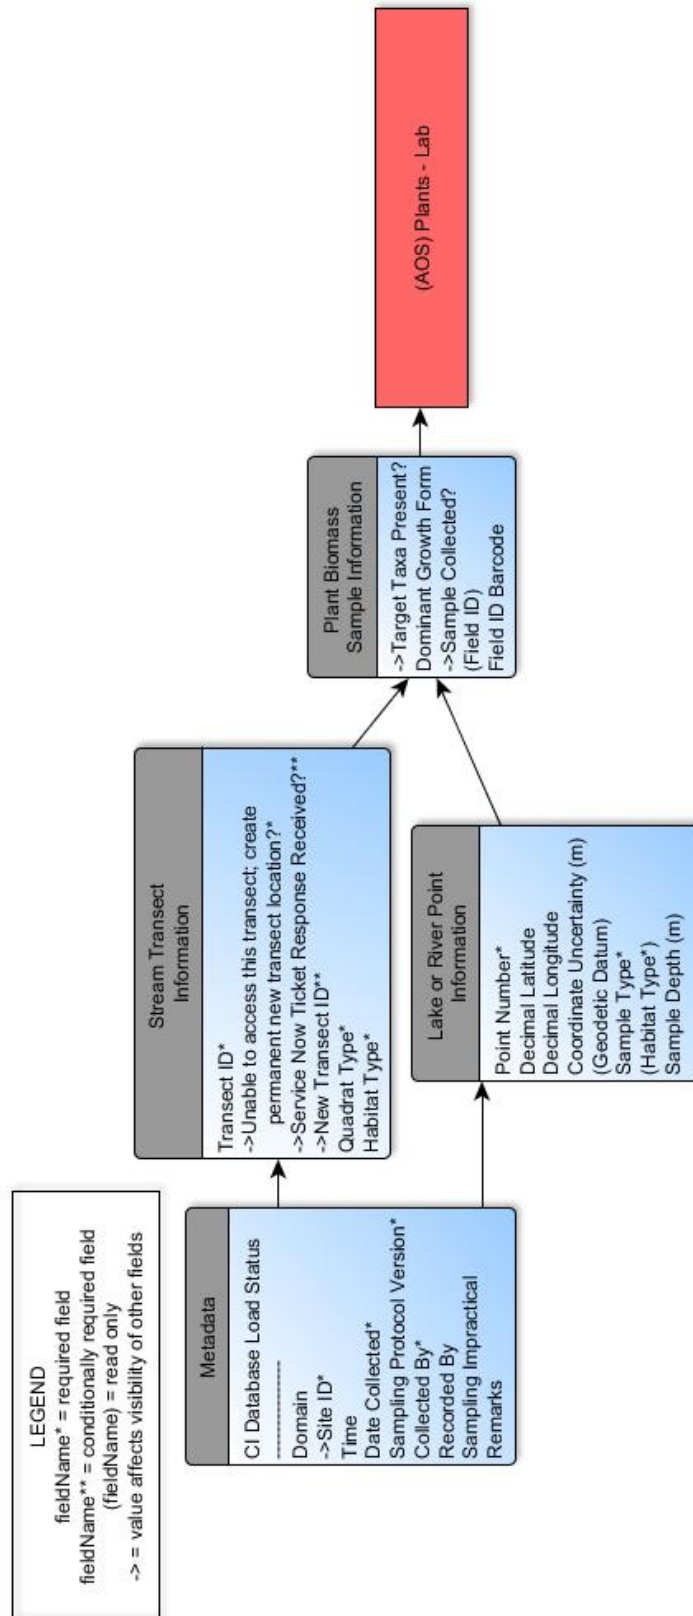 LEGEND
fieldName* = required field
fieldName** = conditionally required field
(fieldName) = read only
-> = value affects visibility of other fields
Metadata
CI Database Load Status
--------------------
Domain
->Site ID*
Time
Date Collected*
Sampling Protocol Version*
Collected By*
Recorded By
Sampling Impractical
Remarks
Stream Transect
Information
Transect ID*
->Unable to access this transect; create
permanent new transect location?*
->Service Now Ticket Response Received?**
->New Transect ID**
Quadrat Type*
Habitat Type*
Lake or River Point
Information
Point Number*
Decimal Latitude
Decimal Longitude
Coordinate Uncertainty (m)
(Geodetic Datum)
Sample Type*
(Habitat Type*)
Sample Depth (m)
Plant Biomass
Sample Information
->Target Taxa Present?
Dominant Growth Form
->Sample Collected?
(Field ID)
Field ID Barcode
(AOS) Plants - Lab